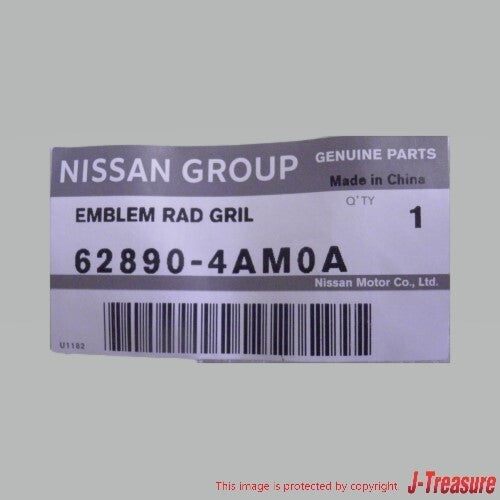 NISSAN GROUP
GENUINE PARTS
Made in China
Q'TY
EMBLEM RAD GRIL
1
62890-4AM0A
Nissan Motor Co., Ltd.
U1182
This image is protected by copyright.
J-Treasure